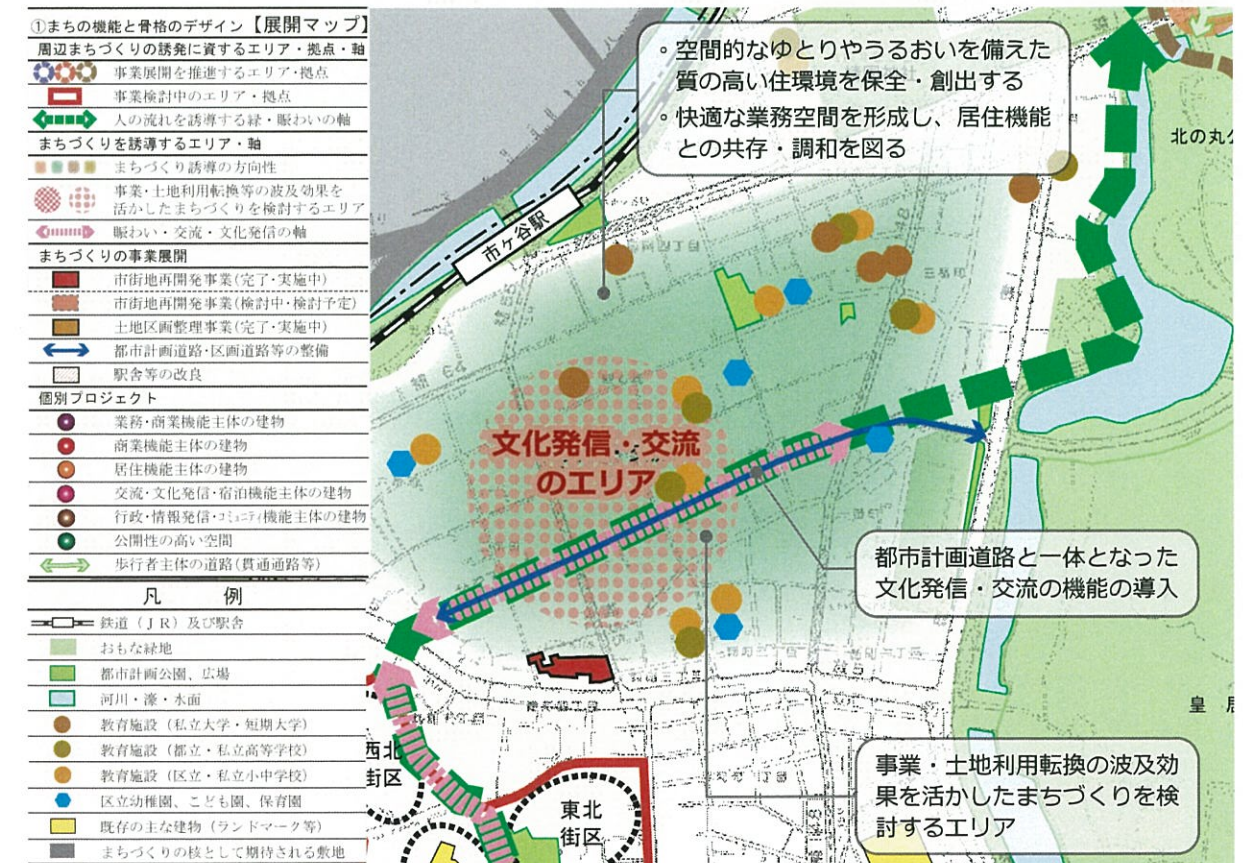 ①まちの機能と骨格のデザイン【展開マップ】
周辺まちづくりの誘発に資するエリア・拠点・軸
事業展開を推進するエリア・拠点
事業検討中のエリア・拠点
人の流れを誘導する緑・賑わいの軸
まちづくりを誘導するエリア・軸
まちづくり誘導の方向性
事業・土地利用転換等の波及効果を
活かしたまちづくりを検討するエリア
賑わい・交流・文化発信の軸
まちづくりの事業展開
市街地再開発事業(完了・実施中)
市街地再開発事業(検討中・検討予定)
土地区画整理事業(完了・実施中)
都市計画道路・区画道路等の整備
駅舎等の改良
個別プロジェクト
業務・商業機能主体の建物
商業機能主体の建物
居住機能主体の建物
交流・文化発信・宿泊機能主体の建物
行政・情報発信・コミュニティ機能主体の建物
公開性の高い空間
歩行者主体の道路(貫通通路等)
凡 例
鉄道(JR)及び駅舎
おもな緑地
都市計画公園、広場
河川・濠・水面
教育施設(私立大学・短期大学)
教育施設(都立・私立高等学校)
教育施設(区立・私立小中学校)
区立幼稚園、こども園、保育園
既存の主な建物(ランドマーク等)
まちづくりの核として期待される敷地
。空間的なゆとりやうるおいを備えた
質の高い住環境を保全・創出する
。快適な業務空間を形成し、居住機能
との共存・調和を図る
北の丸
市ヶ谷駅
文化発信・交流
のエリア
都市計画道路と一体となった
文化発信・交流の機能の導入
皇
事業・土地利用転換の波及効
果を活かしたまちづくりを検
討するエリア
西北
街区
東北
街区